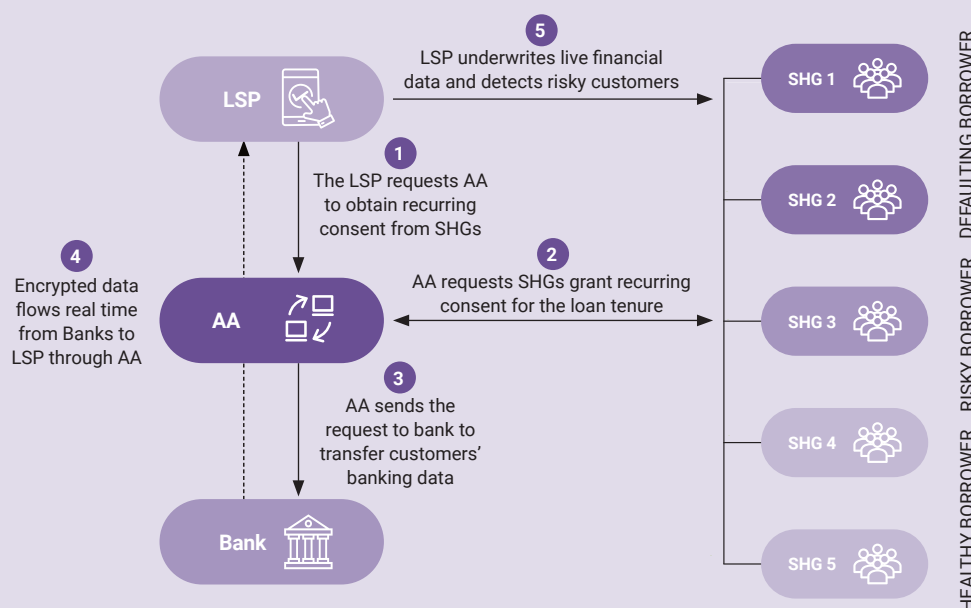 5
LSP underwrites live financial
data and detects risky customers
LSP
1
The LSP requests AA
to obtain recurring
consent from SHGs
4
Encrypted data
flows real time
from Banks to
LSP through AA
AA
2
AA requests SHGs grant recurring
consent for the loan tenure
3
AA sends the
request to bank to
transfer customers’
banking data
Bank
SHG 1
SHG 2
SHG 3
SHG 4
SHG 5
DEFAULTING BORROWER
RISKY BORROWER
HEALTHY BORROWER